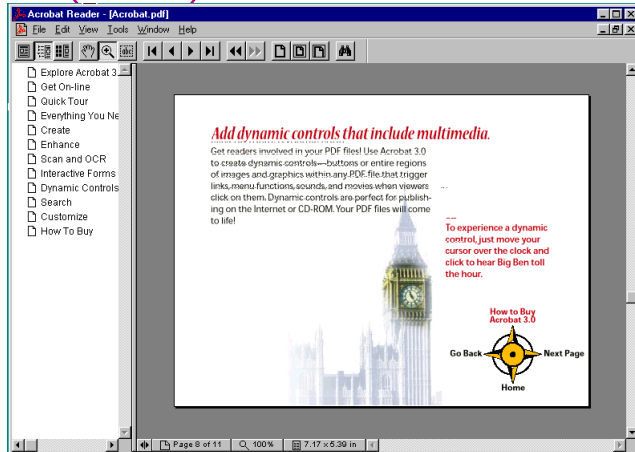 Acrobat Reader - [Acrobat.pdf]
File Edit View Tools Window Help
Explore Acrobat 3.
Get On-line
Quick Tour
Everything You Ne
Create
Enhance
Scan and OCR
Interactive Forms
Dynamic Controls
Search
Customize
How To Buy
Add dynamic controls that include multimedia.
Get readers involved in your PDF files! Use Acrobat 3.0
to create dynamic controls—buttons or entire regions
of images and graphics within any PDF file that trigger
links, menu functions, sounds, and movies when viewers
click on them. Dynamic controls are perfect for publish-
ing on the Internet or CD-ROM. Your PDF files will come
to life!
To experience a dynamic
control, just move your
cursor over the clock and
click to hear Big Ben toll
the hour.
How to Buy
Acrobat 3.0
Go Back
Next Page
Home
Page 8 of 11
100%
7.17 x 5.39 in